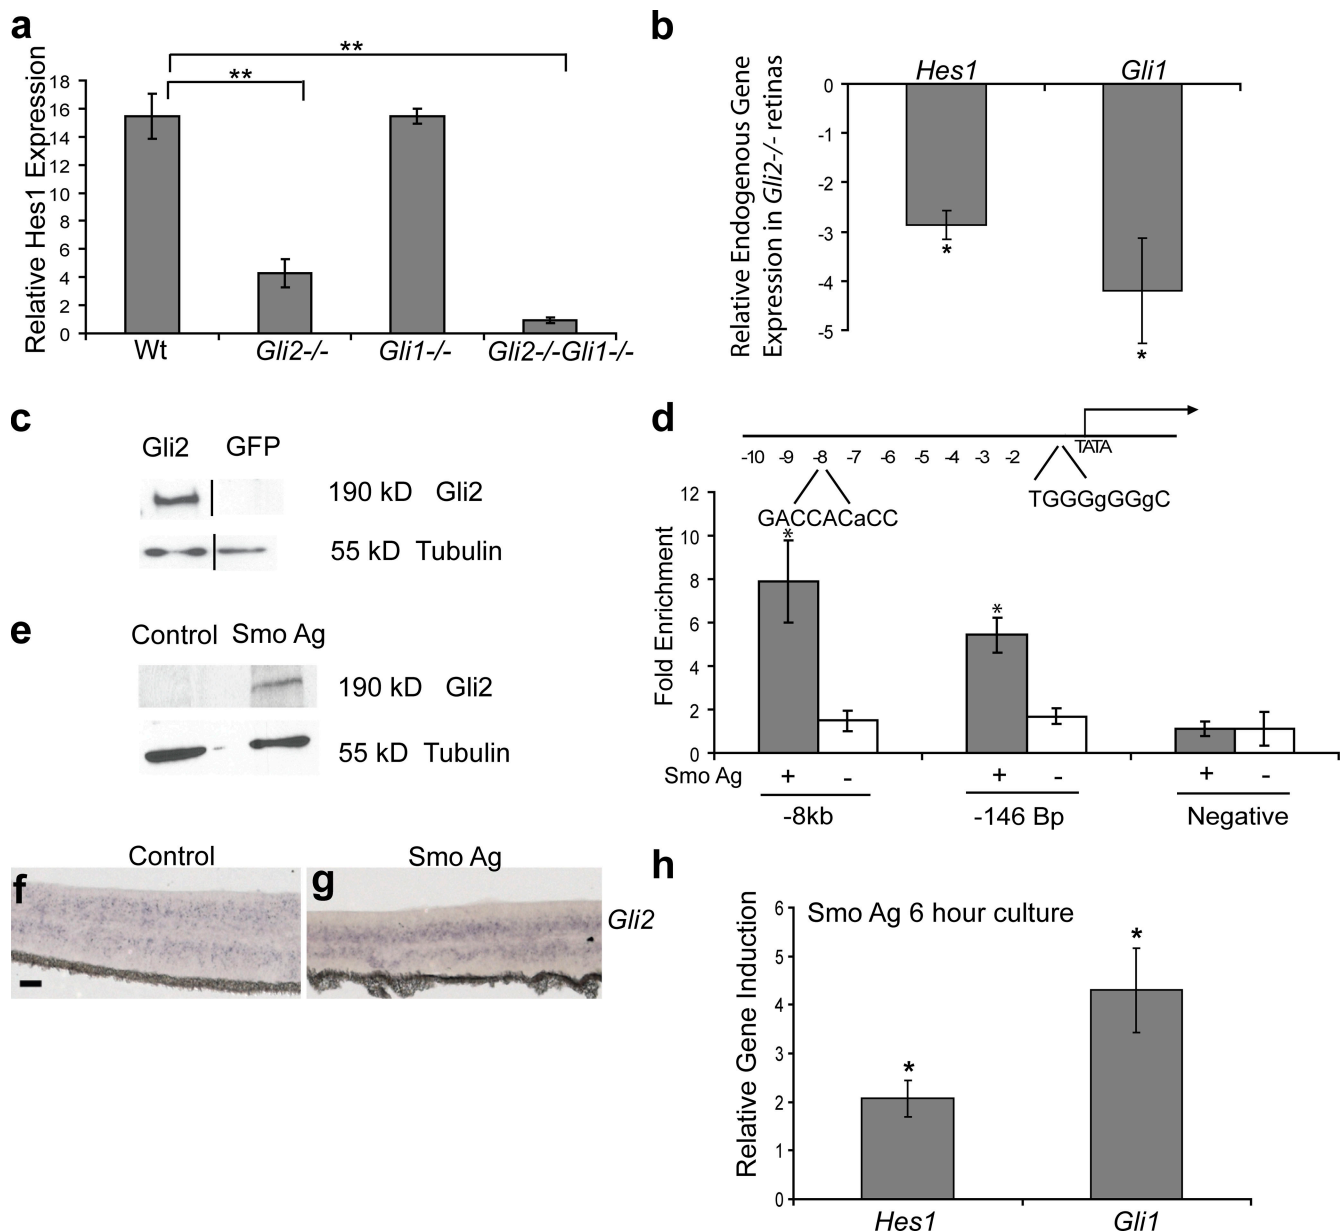 a
Relative Hes1 Expression
18
16
14
12
10
8
6
4
2
0
**
**
Wt
Gli2-/-
Gli1-/-
Gli2-/-Gli1-/-
b
Relative Endogenous Gene
Expression in Gli2-/- retinas
Hes1
Gli1
0
-1
-2
-3
-4
-5
*
*
c
Gli2 GFP
190 kD Gli2
55 kD Tubulin
d
TATA
-10 -9 -8 -7 -6 -5 -4 -3 -2
GACCACaCC
TGGGgGGgC
Fold Enrichment
12
10
8
6
4
2
0
*
*
Smo Ag + - + - + -
-8kb
-146 Bp
Negative
e
Control Smo Ag
190 kD Gli2
55 kD Tubulin
Control
Smo Ag
f
g
Gli2
h
Smo Ag 6 hour culture
Relative Gene Induction
6
5
4
3
2
1
0
*
*
Hes1
Gli1